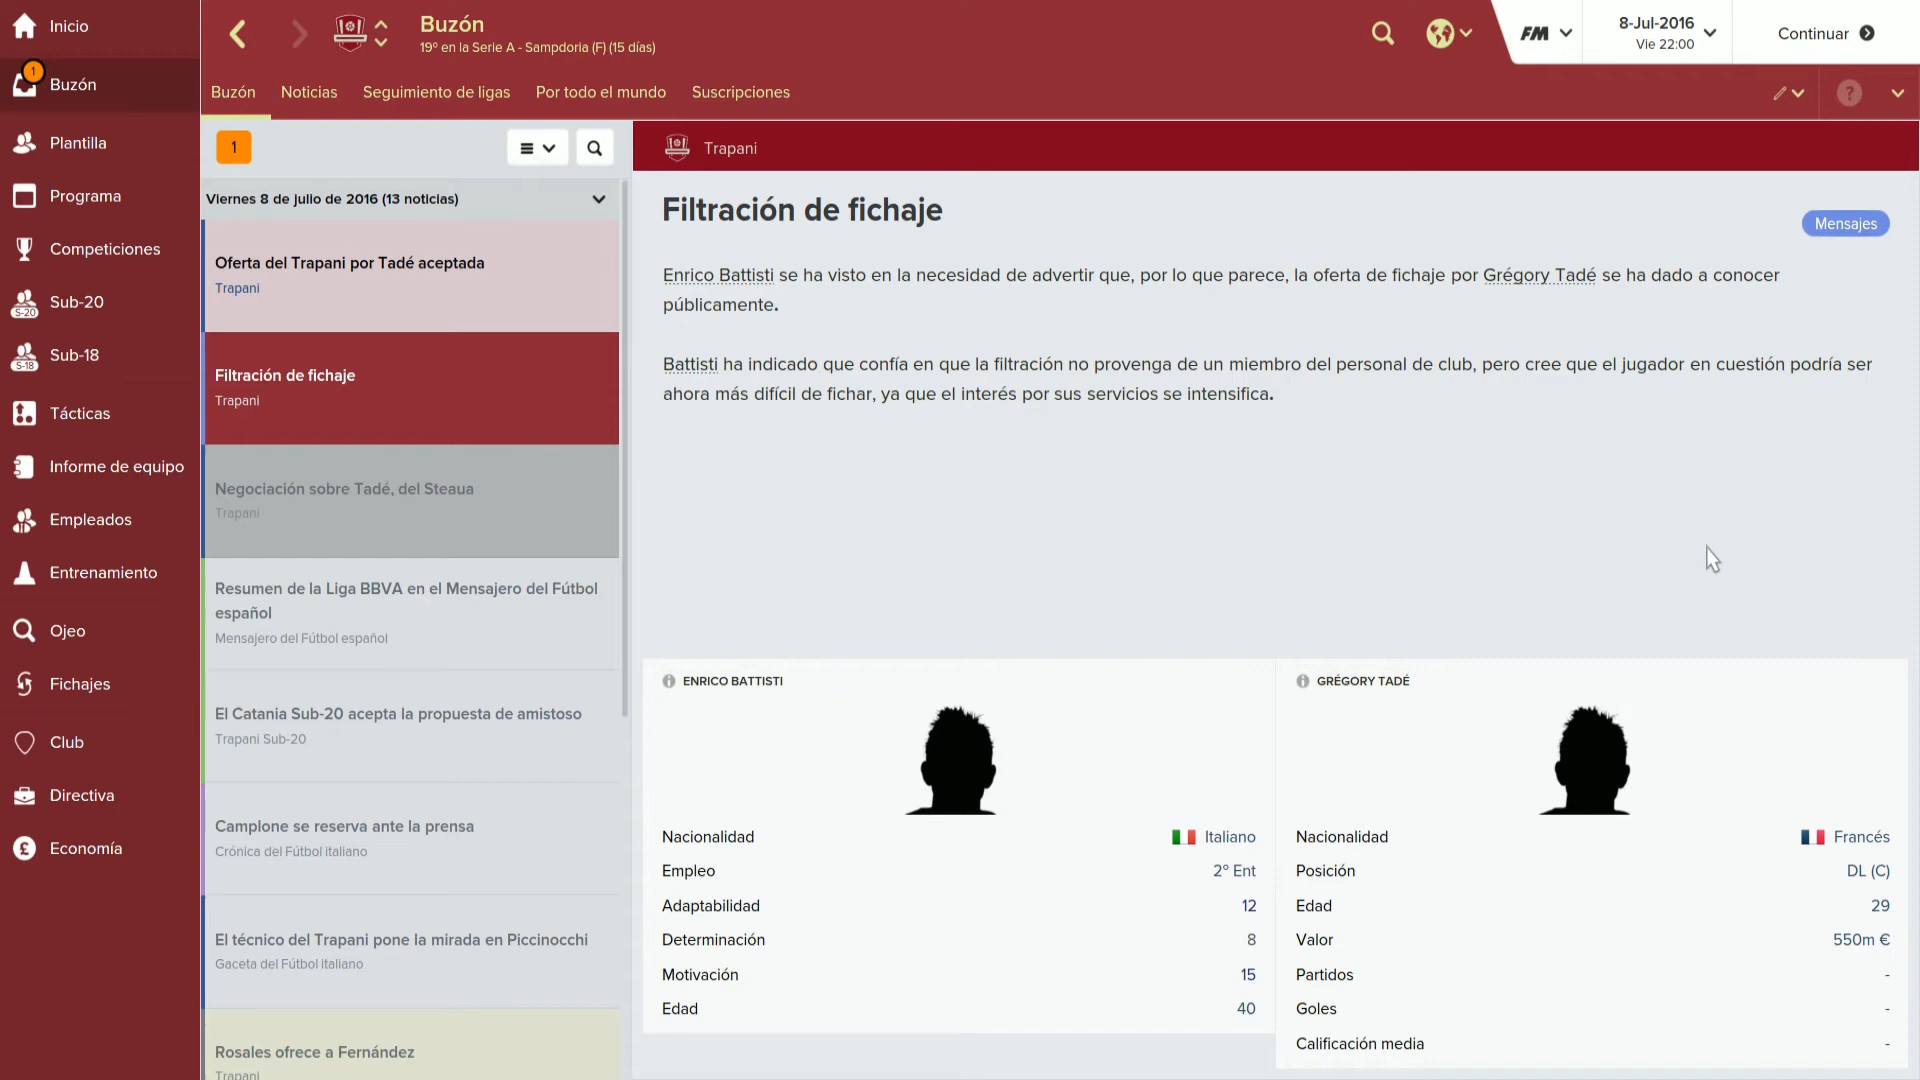 Inicio
1
Buzón
Plantilla
Programa
Competiciones
S-20
Sub-20
S-18
Sub-18
Tácticas
Informe de equipo
Empleados
Entrenamiento
Ojeo
Fichajes
Club
Directiva
Economía
Buzón
19º en la Serie A - Sampdoria (F) (15 días)
FM
8-Jul-2016
Vie 22:00
Continuar
Buzón
Noticias
Seguimiento de ligas
Por todo el mundo
Suscripciones
?
1
Viernes 8 de julio de 2016 (13 noticias)
Oferta del Trapani por Tadé aceptada
Trapani
Filtración de fichaje
Trapani
Negociación sobre Tadé, del Steaua
Trapani
Resumen de la Liga BBVA en el Mensajero del Fútbol
español
Mensajero del Fútbol español
El Catania Sub-20 acepta la propuesta de amistoso
Trapani Sub-20
Camplone se reserva ante la prensa
Crónica del Fútbol italiano
El técnico del Trapani pone la mirada en Piccinocchi
Gaceta del Fútbol italiano
Rosales ofrece a Fernández
Trapani
Trapani
Filtración de fichaje
Mensajes
Enrico Battisti se ha visto en la necesidad de advertir que, por lo que parece, la oferta de fichaje por Grégory Tadé se ha dado a conocer
públicamente.
Battisti ha indicado que confía en que la filtración no provenga de un miembro del personal de club, pero cree que el jugador en cuestión podría ser
ahora más difícil de fichar, ya que el interés por sus servicios se intensifica.
ENRICO BATTISTI
Nacionalidad Italiano
Empleo 2º Ent
Adaptabilidad 12
Determinación 8
Motivación 15
Edad 40
GRÉGORY TADÉ
Nacionalidad Francés
Posición DL (C)
Edad 29
Valor 550m €
Partidos -
Goles -
Calificación media -